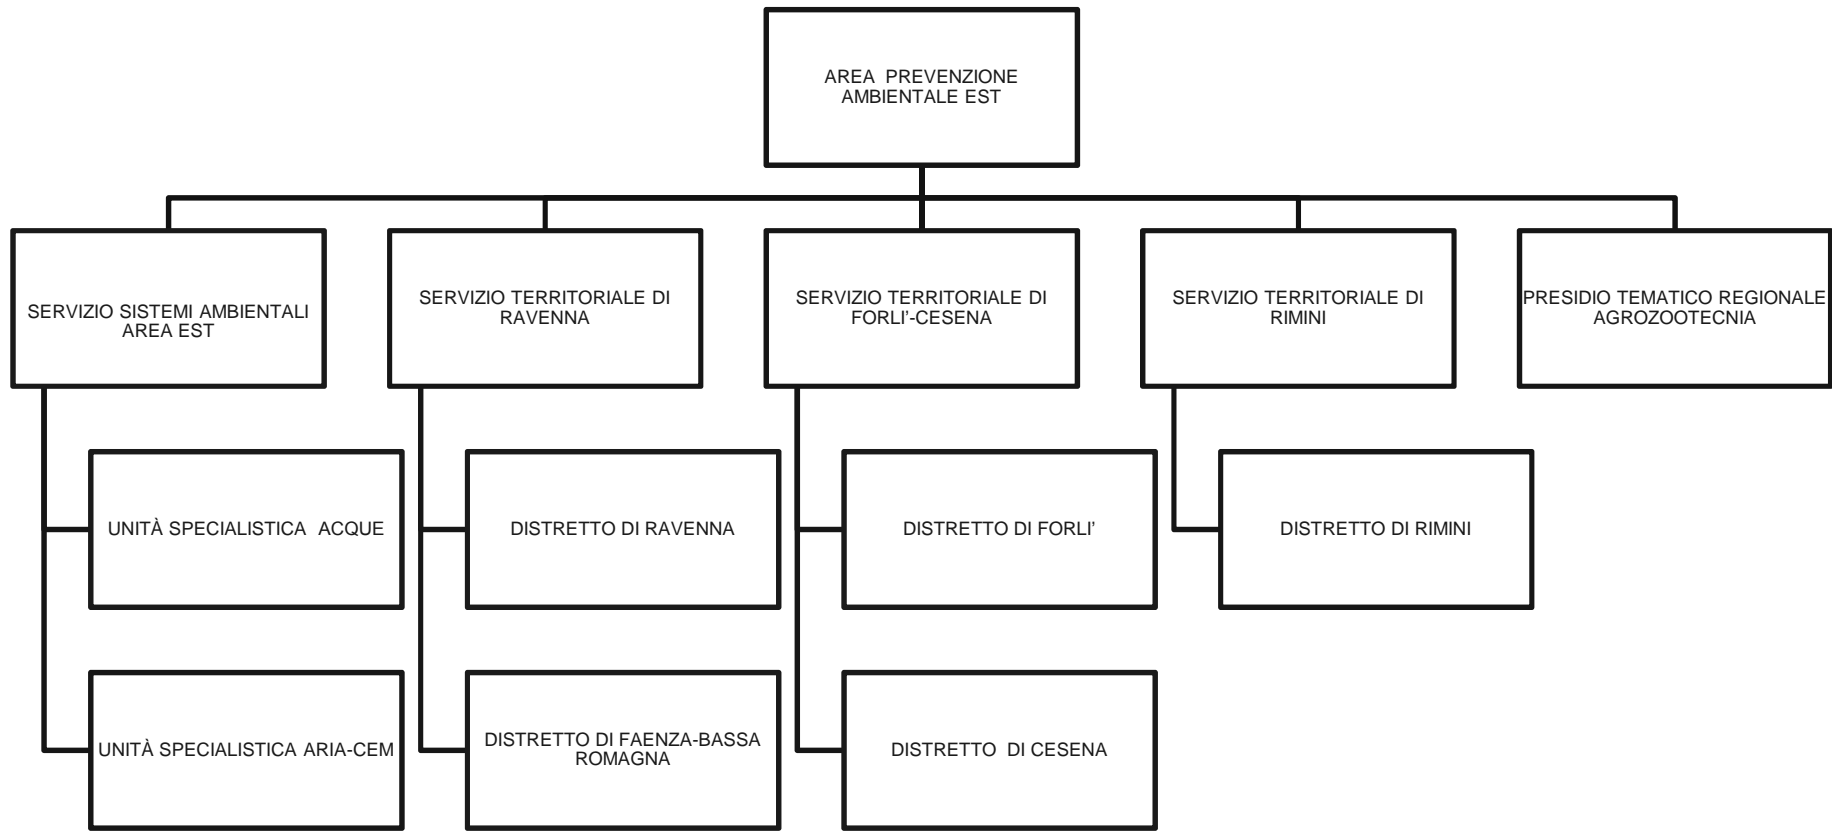 AREA PREVENZIONE
AMBIENTALE EST
SERVIZIO SISTEMI AMBIENTALI
AREA EST
SERVIZIO TERRITORIALE DI
RAVENNA
SERVIZIO TERRITORIALE DI
FORLI’-CESENA
SERVIZIO TERRITORIALE DI
RIMINI
PRESIDIO TEMATICO REGIONALE
AGROZOOTECNIA
UNITÀ SPECIALISTICA ACQUE
DISTRETTO DI RAVENNA
DISTRETTO DI FORLI’
DISTRETTO DI RIMINI
UNITÀ SPECIALISTICA ARIA-CEM
DISTRETTO DI FAENZA-BASSA
ROMAGNA
DISTRETTO DI CESENA